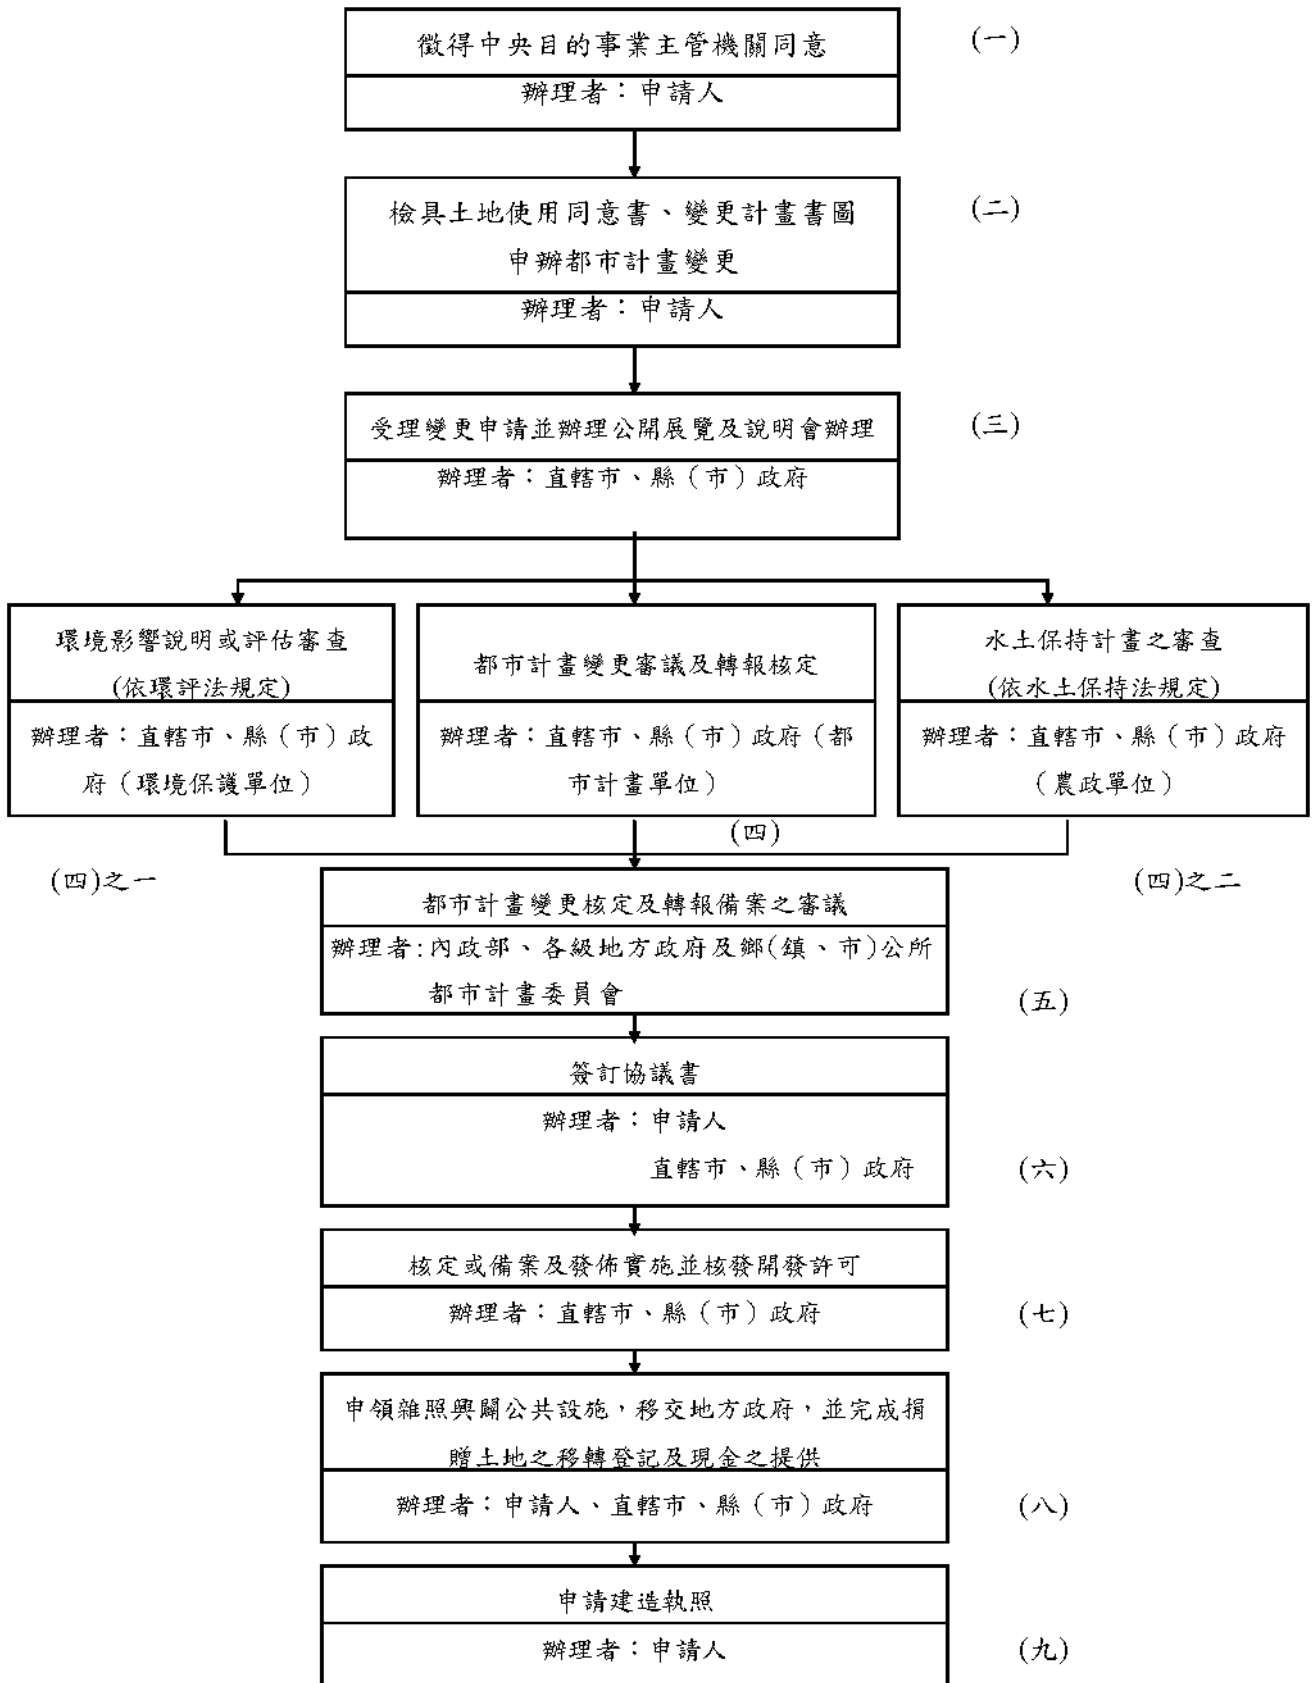 徵得中央目的事業主管機關同意
(一)
辦理者：申請人
檢具土地使用同意書、變更計畫書圖
(二)
申辦都市計畫變更
辦理者：申請人
受理變更申請並辦理公開展覽及說明會辦理
(三)
辦理者：直轄市、縣（市）政府
環境影響說明或評估審查
(依環評法規定)
辦理者：直轄市、縣（市）政
府（環境保護單位）
都市計畫變更審議及轉報核定
辦理者：直轄市、縣（市）政府（都
市計畫單位）
水土保持計畫之審查
(依水土保持法規定)
辦理者：直轄市、縣（市）政府
（農政單位）
(四)
(四)之一
(四)之二
都市計畫變更核定及轉報備案之審議
辦理者:內政部、各級地方政府及鄉(鎮、市)公所
都市計畫委員會
(五)
簽訂協議書
辦理者：申請人
直轄市、縣（市）政府
(六)
核定或備案及發佈實施並核發開發許可
辦理者：直轄市、縣（市）政府
(七)
申領雜照興闢公共設施，移交地方政府，並完成捐
贈土地之移轉登記及現金之提供
辦理者：申請人、直轄市、縣（市）政府
(八)
申請建造執照
辦理者：申請人
(九)